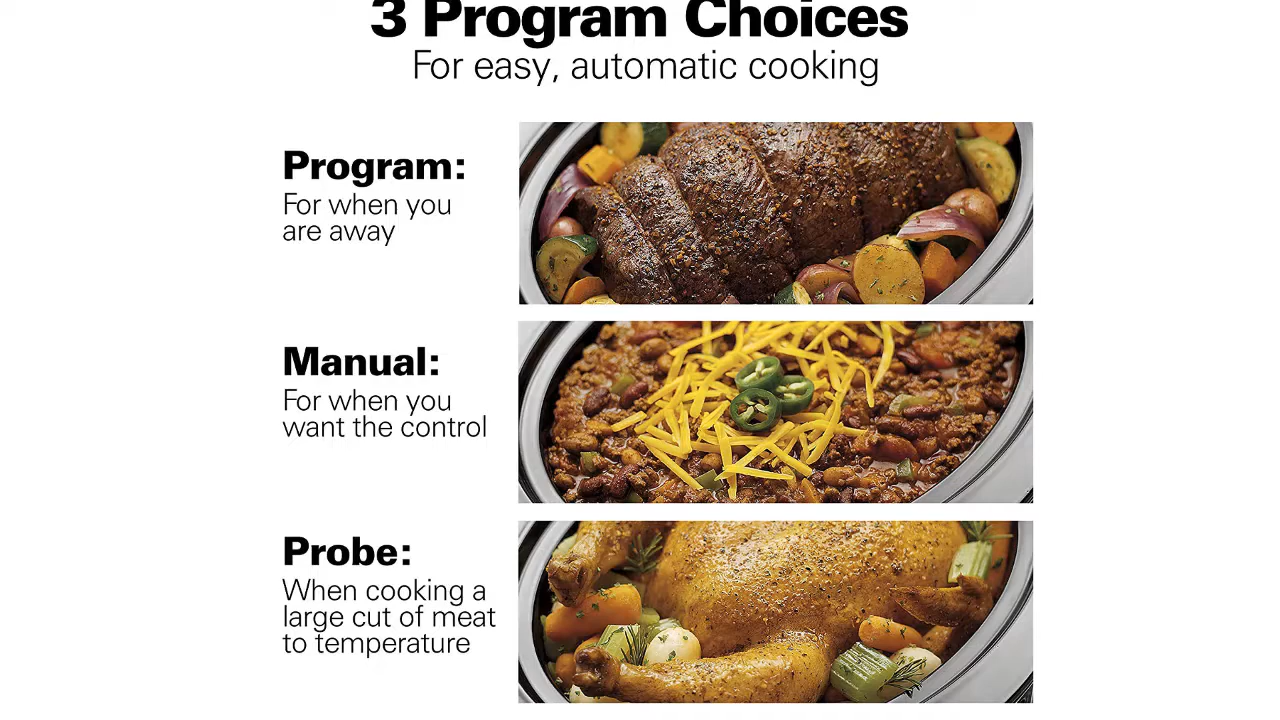 3 Program Choices
For easy, automatic cooking
Program:
For when you
are away
Manual:
For when you
want the control
Probe:
When cooking a
large cut of meat
to temperature